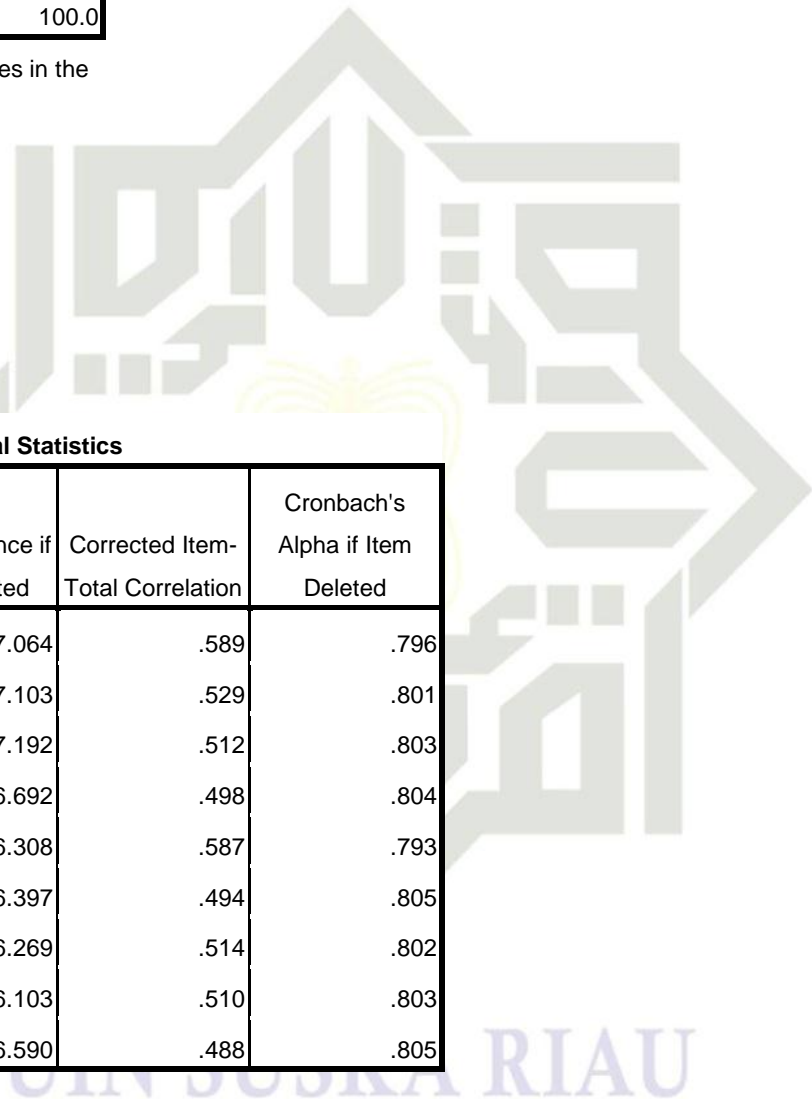 100.0
es in the
al Statistics
Cronbach's
nce if Corrected Item- Alpha if Item
ted Total Correlation Deleted
7.064 .589 .796
7.103 .529 .801
7.192 .512 .803
6.692 .498 .804
6.308 .587 .793
6.397 .494 .805
6.269 .514 .802
6.103 .510 .803
6.590 .488 .805
UIN SUSKA RIAU